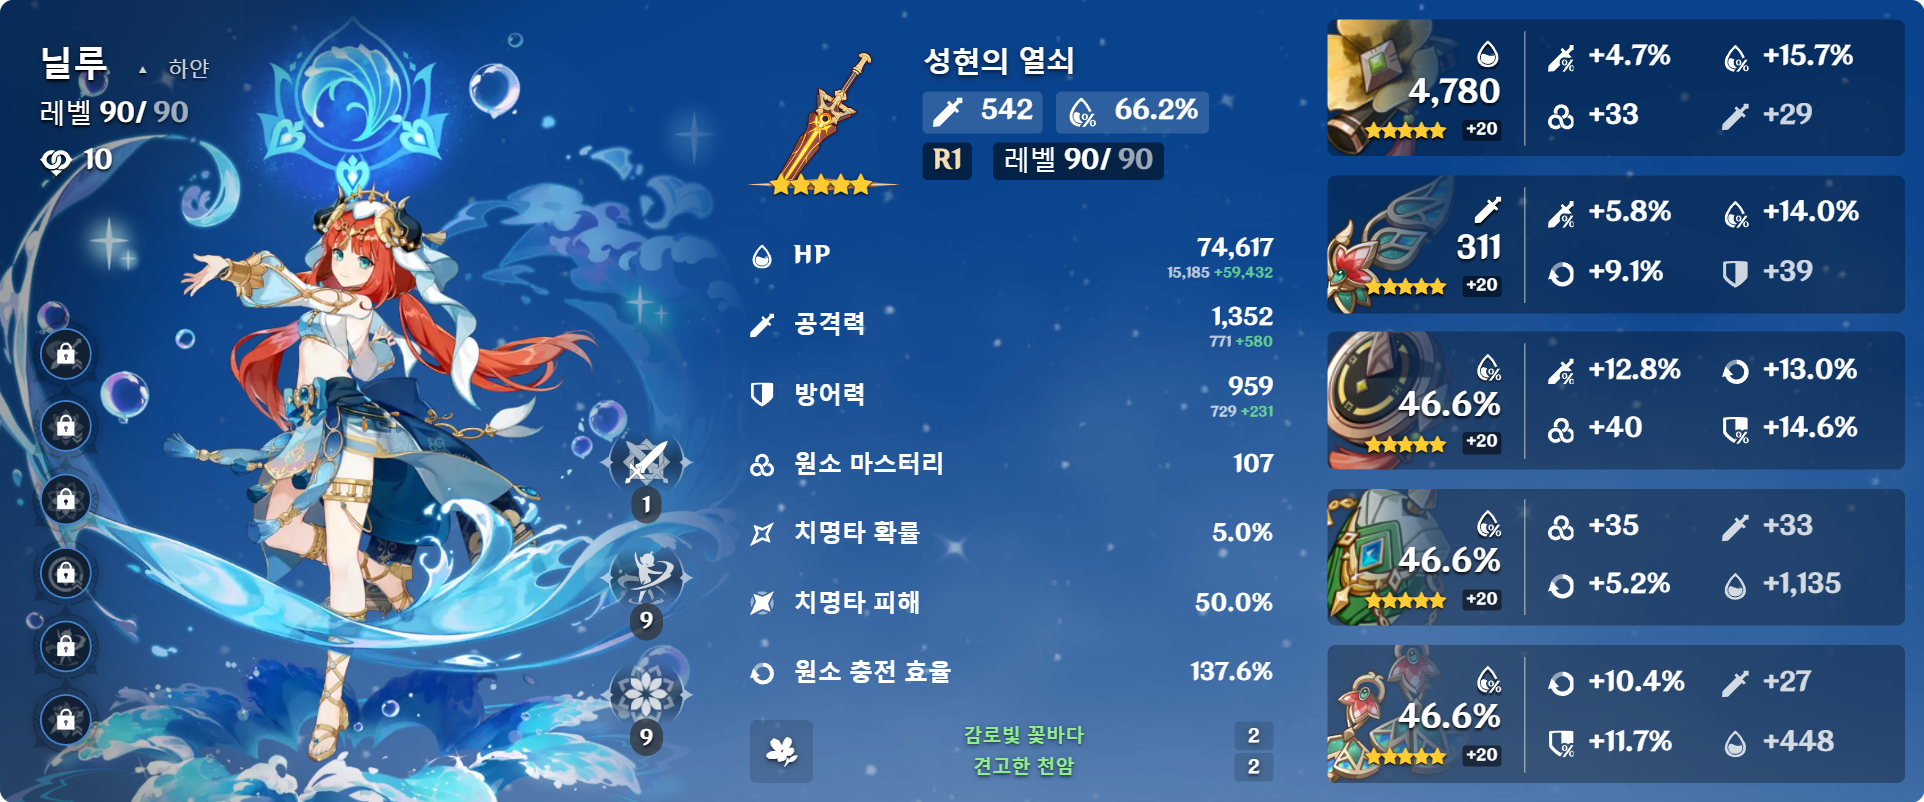 닐루 ▲ 하얀
레벨 90/ 90
10
1
9
9
성현의 열쇠
542 66.2%
R1 레벨 90/ 90
HP 74,617
15,185 +59,432
공격력 1,352
771 +580
방어력 959
729 +231
원소 마스터리 107
치명타 확률 5.0%
치명타 피해 50.0%
원소 충전 효율 137.6%
감로빛 꽃바다 2
견고한 천암 2
4,780
+20
+4.7% +15.7%
+33 +29
311
+20
+5.8% +14.0%
+9.1% +39
46.6%
+20
+12.8% +13.0%
+40 +14.6%
46.6%
+20
+35 +33
+5.2% +1,135
46.6%
+20
+10.4% +27
+11.7% +448